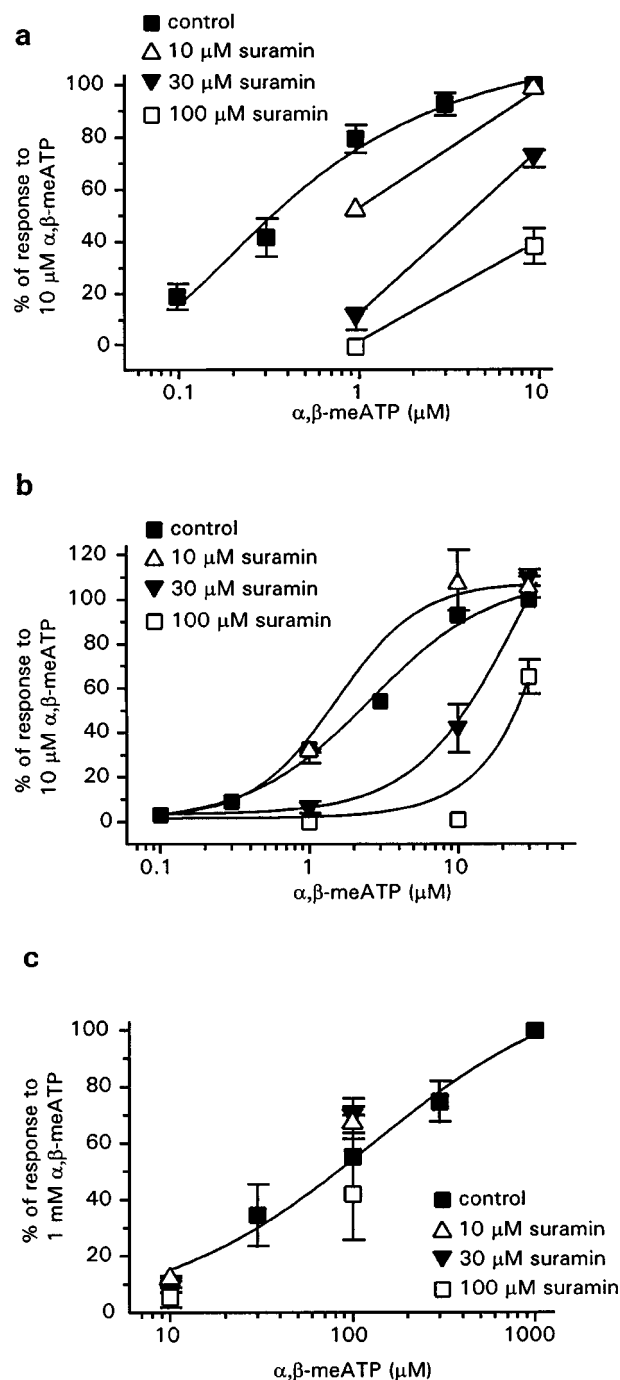 a
control
10 μM suramin
30 μM suramin
100 μM suramin
% of response to
10 μM α,β-meATP
100
80
60
40
20
0
0.1
1
10
α,β-meATP (μM)
b
control
10 μM suramin
30 μM suramin
100 μM suramin
% of response to
10 μM α,β-meATP
120
100
80
60
40
20
0
0.1
1
10
α,β-meATP (μM)
c
% of response to
1 mM α,β-meATP
100
80
60
40
20
0
control
10 μM suramin
30 μM suramin
100 μM suramin
10
100
1000
α,β-meATP (μM)